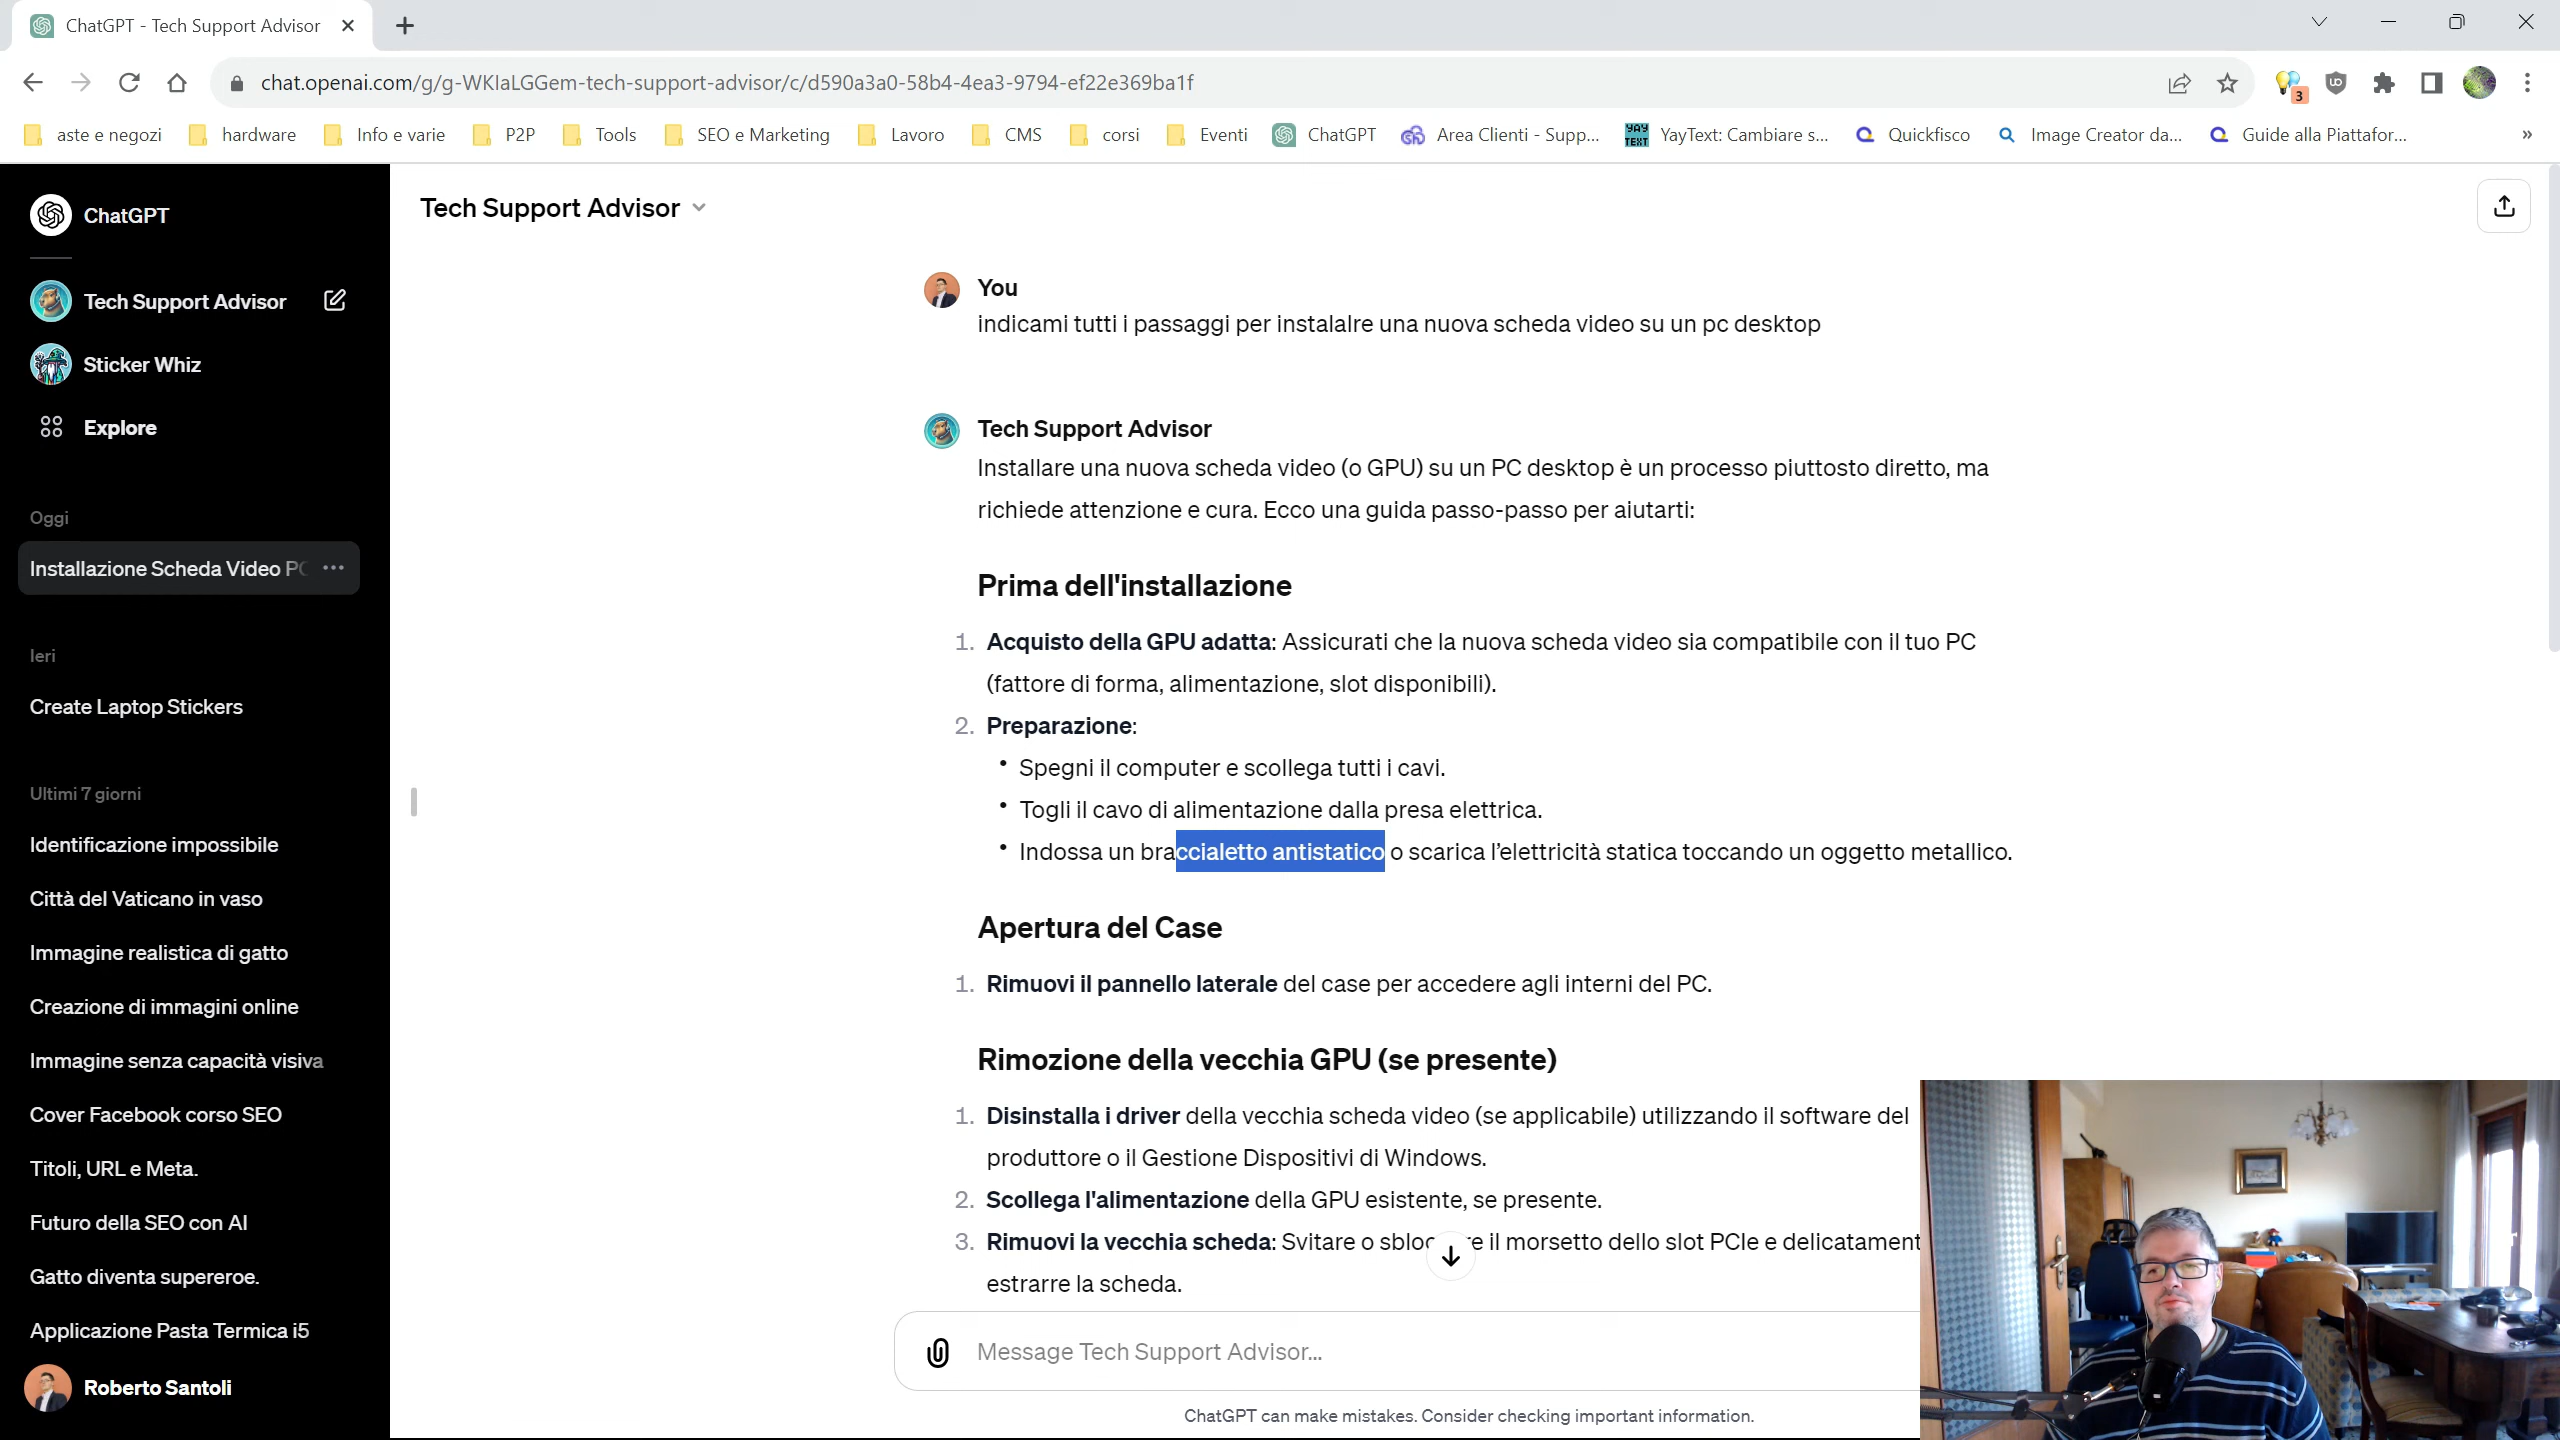 ChatGPT - Tech Support Advisor
chat.openai.com/g/g-WKIaLGGem-tech-support-advisor/c/d590a3a0-58b4-4ea3-9794-ef22e369ba1f
3
aste e negozi
hardware
Info e varie
P2P
Tools
SEO e Marketing
Lavoro
CMS
corsi
Eventi
ChatGPT
Area Clienti - Supp...
YAY TEXT
YayText: Cambiare s...
Quickfisco
Image Creator da...
Guide alla Piattafor...
»
ChatGPT
Tech Support Advisor
Sticker Whiz
Explore
Oggi
Installazione Scheda Video PC
Ieri
Create Laptop Stickers
Ultimi 7 giorni
Identificazione impossibile
Città del Vaticano in vaso
Immagine realistica di gatto
Creazione di immagini online
Immagine senza capacità visiva
Cover Facebook corso SEO
Titoli, URL e Meta.
Futuro della SEO con AI
Gatto diventa supereroe.
Applicazione Pasta Termica i5
Roberto Santoli
Tech Support Advisor
You
indicami tutti i passaggi per instalalre una nuova scheda video su un pc desktop
Tech Support Advisor
Installare una nuova scheda video (o GPU) su un PC desktop è un processo piuttosto diretto, ma
richiede attenzione e cura. Ecco una guida passo-passo per aiutarti:
Prima dell'installazione
1. Acquisto della GPU adatta: Assicurati che la nuova scheda video sia compatibile con il tuo PC
(fattore di forma, alimentazione, slot disponibili).
2. Preparazione:
• Spegni il computer e scollega tutti i cavi.
• Togli il cavo di alimentazione dalla presa elettrica.
• Indossa un braccialetto antistatico o scarica l'elettricità statica toccando un oggetto metallico.
Apertura del Case
1. Rimuovi il pannello laterale del case per accedere agli interni del PC.
Rimozione della vecchia GPU (se presente)
1. Disinstalla i driver della vecchia scheda video (se applicabile) utilizzando il software del
produttore o il Gestione Dispositivi di Windows.
2. Scollega l'alimentazione della GPU esistente, se presente.
3. Rimuovi la vecchia scheda: Svitare o il morsetto dello slot PCIe e delicatament
estrarre la scheda.
Message Tech Support Advisor...
ChatGPT can make mistakes. Consider checking important information.